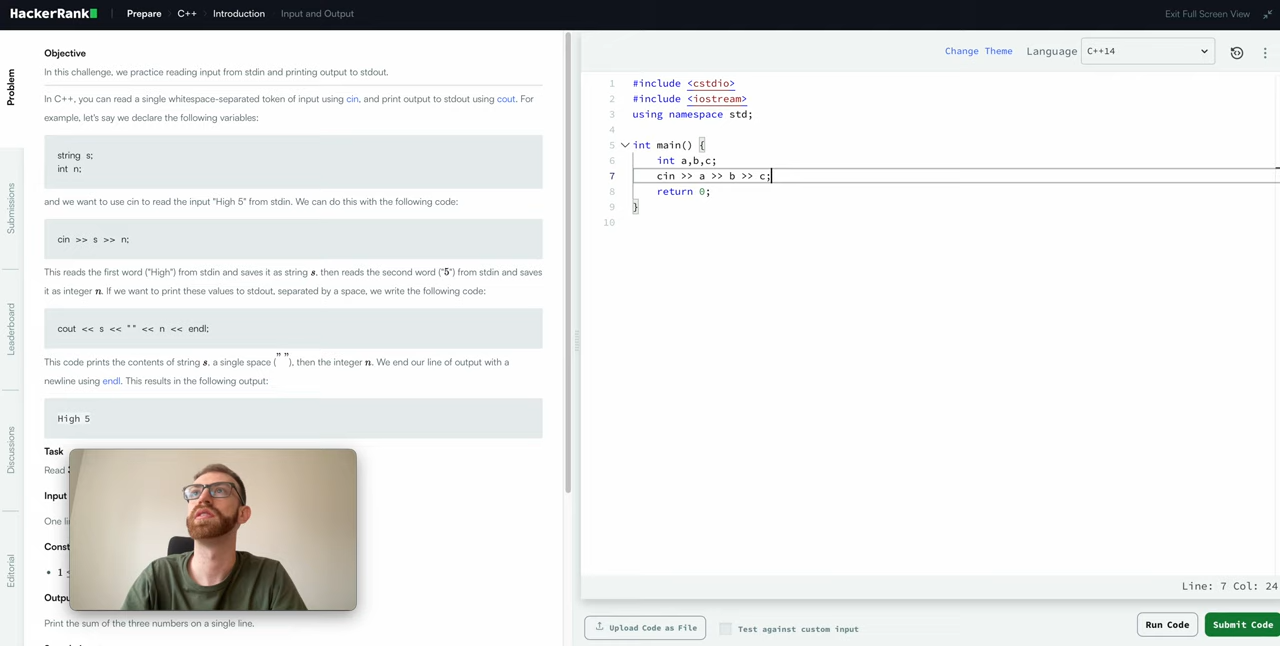 HackerRank Prepare C++ Introduction Input and Output Exit Full Screen View
Problem
Submissions
Leaderboard
Discussions
Editorial
Objective
In this challenge, we practice reading input from stdin and printing output to stdout.
In C++, you can read a single whitespace-separated token of input using cin, and print output to stdout using cout. For
example, let's say we declare the following variables:
string s;
int n;
and we want to use cin to read the input "High 5" from stdin. We can do this with the following code:
cin >> s >> n;
This reads the first word ("High") from stdin and saves it as string s, then reads the second word ("5") from stdin and saves
it as integer n. If we want to print these values to stdout, separated by a space, we write the following code:
cout << s << " " << n << endl;
This code prints the contents of string s, a single space (" "), then the integer n. We end our line of output with a
newline using endl. This results in the following output:
High 5
Task
Read
Input
One
Output
Print the sum of the three numbers on a single line.
Change Theme Language C++14
1 #include <cstdio>
2 #include <iostream>
3 using namespace std;
4
5 int main() {
6 int a,b,c;
7 cin >> a >> b >> c;
8 return 0;
9 }
10
Line: 7 Col: 24
Upload Code as File Test against custom input Run Code Submit Code